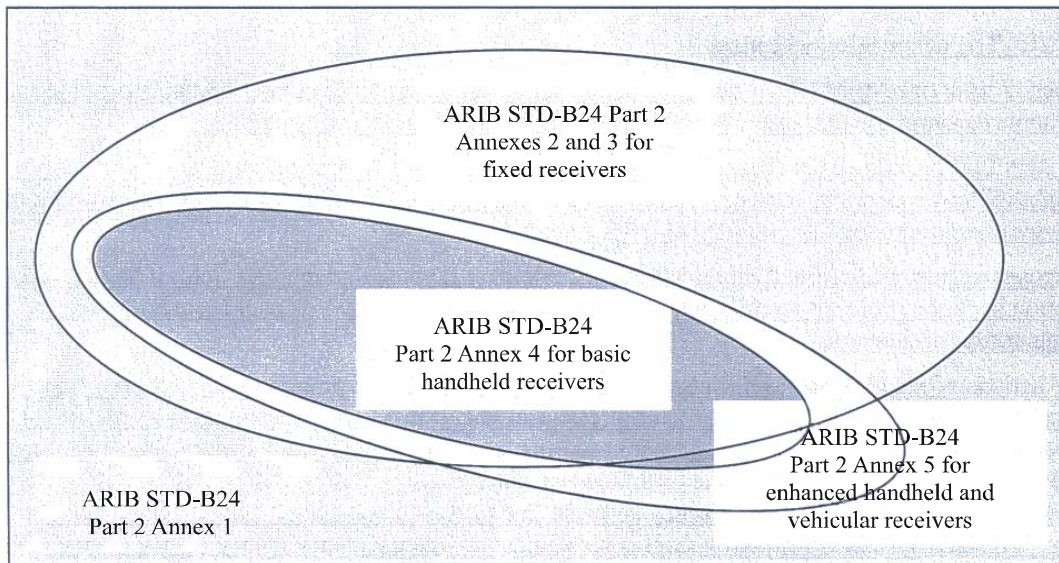 ARIB STD-B24 Part 2
Annexes 2 and 3 for
fixed receivers
ARIB STD-B24
Part 2 Annex 4 for basic
handheld receivers
ARIB STD-B24
Part 2 Annex 5 for
enhanced handheld and
vehicular receivers
ARIB STD-B24
Part 2 Annex 1